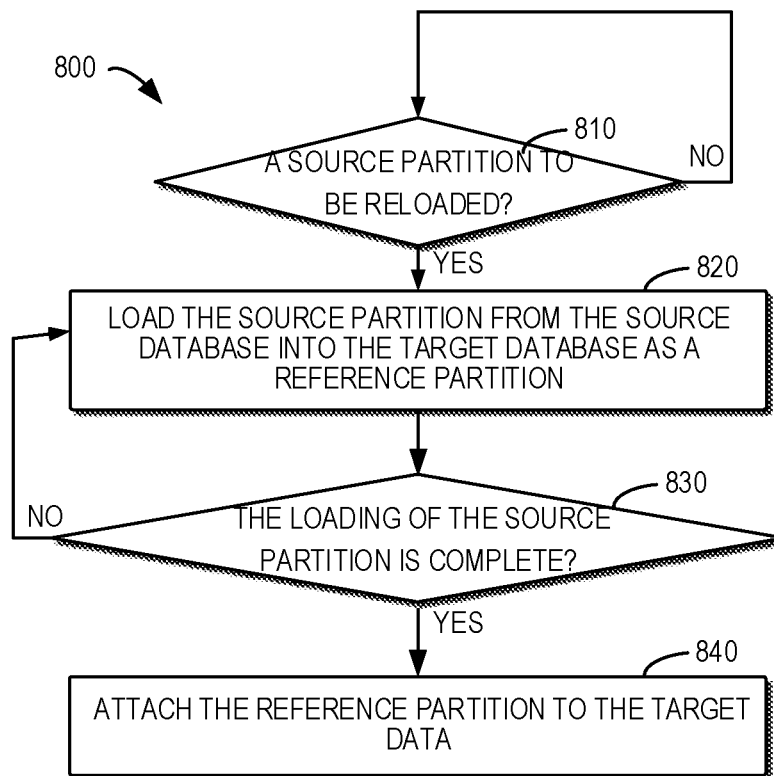 800
810
A SOURCE PARTITION TO
BE RELOADED?
NO
YES
820
LOAD THE SOURCE PARTITION FROM THE SOURCE
DATABASE INTO THE TARGET DATABASE AS A
REFERENCE PARTITION
830
NO
THE LOADING OF THE SOURCE
PARTITION IS COMPLETE?
YES
840
ATTACH THE REFERENCE PARTITION TO THE TARGET
DATA